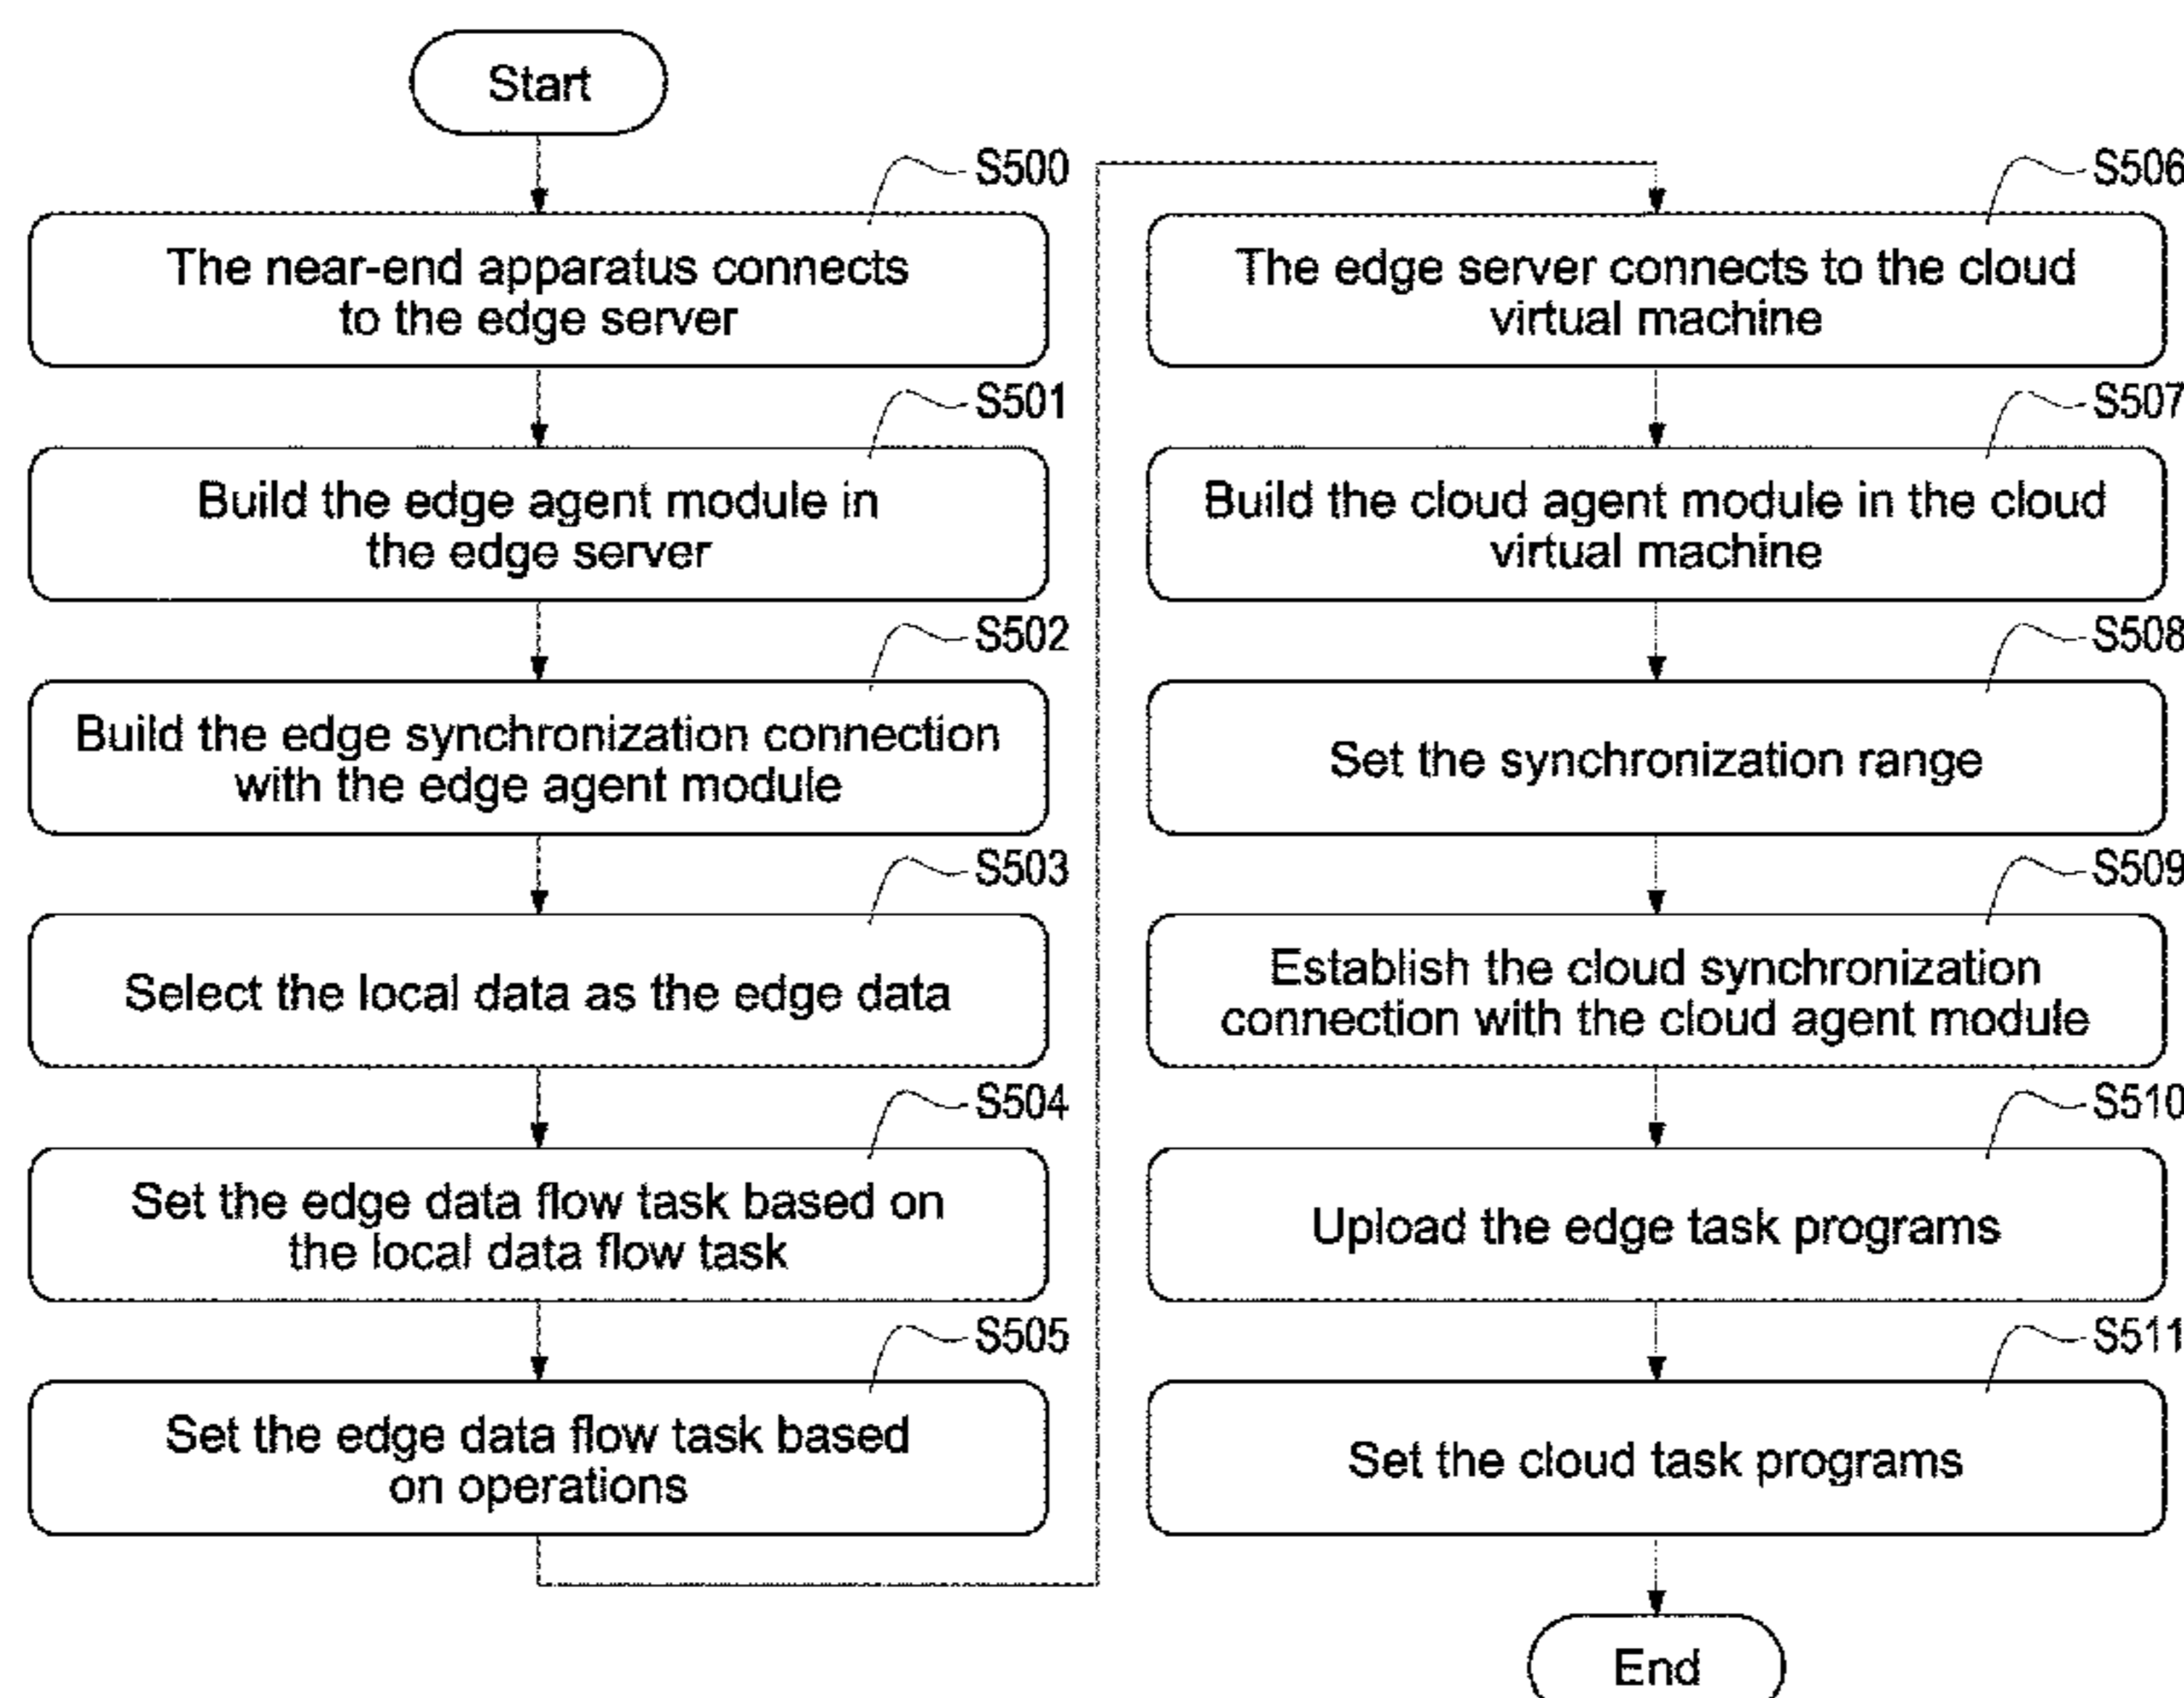 Start
S500
The near-end apparatus connects
to the edge server
S501
Build the edge agent module in
the edge server
S502
Build the edge synchronization connection
with the edge agent module
S503
Select the local data as the edge data
S504
Set the edge data flow task based on
the local data flow task
S505
Set the edge data flow task based
on operations
S506
The edge server connects to the cloud
virtual machine
S507
Build the cloud agent module in the cloud
virtual machine
S508
Set the synchronization range
S509
Establish the cloud synchronization
connection with the cloud agent module
S510
Upload the edge task programs
S511
Set the cloud task programs
End